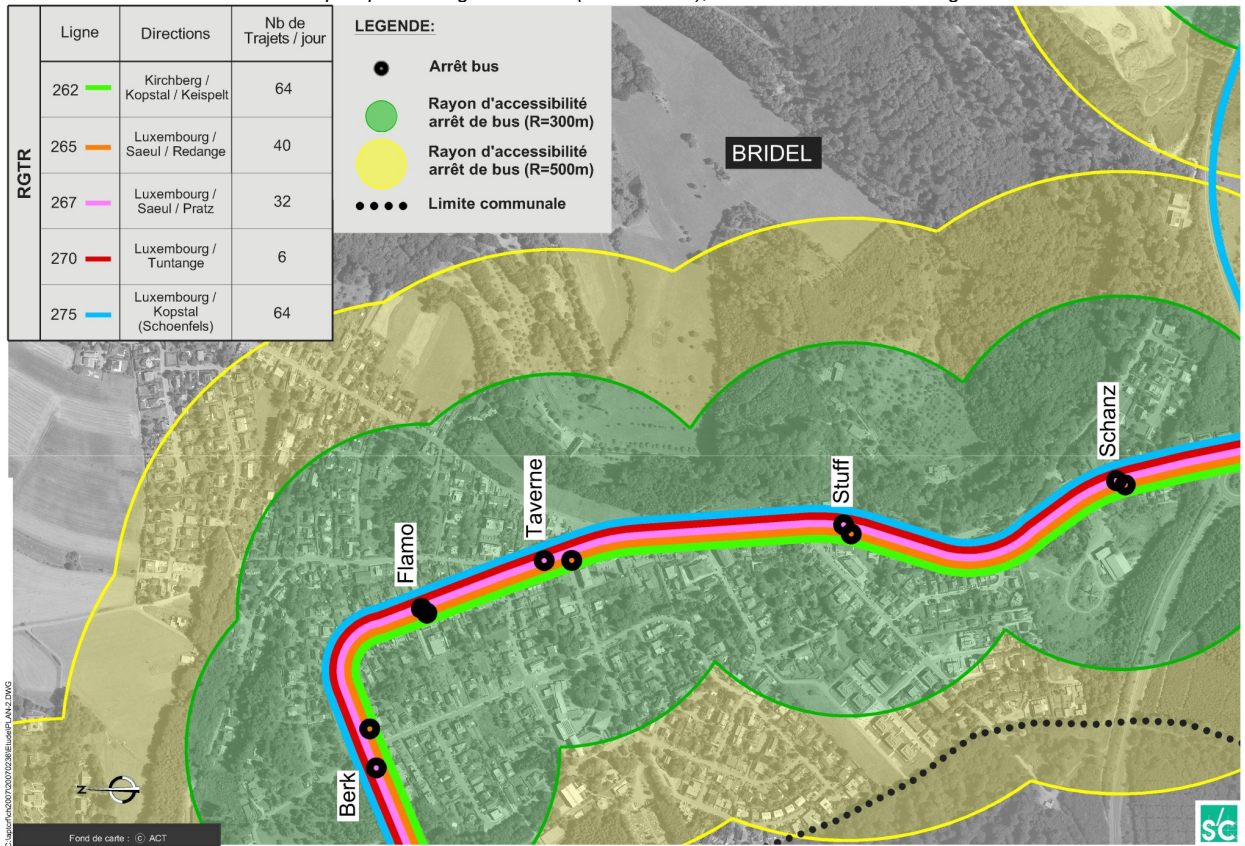 RGTR
Ligne
Directions
Nb de
Trajets / jour
262
Kirchberg /
Kopstal / Keispelt
64
265
Luxembourg /
Saeul / Redange
40
267
Luxembourg /
Saeul / Pratz
32
270
Luxembourg /
Tuntange
6
275
Luxembourg /
Kopstal
(Schoenfels)
64
LEGENDE:
Arrêt bus
Rayon d'accessibilité
arrêt de bus (R=300m)
Rayon d'accessibilité
arrêt de bus (R=500m)
Limite communale
BRIDEL
Schanz
Stuff
Taverne
Flamo
Berk
Z
Fond de carte : © ACT
S/C